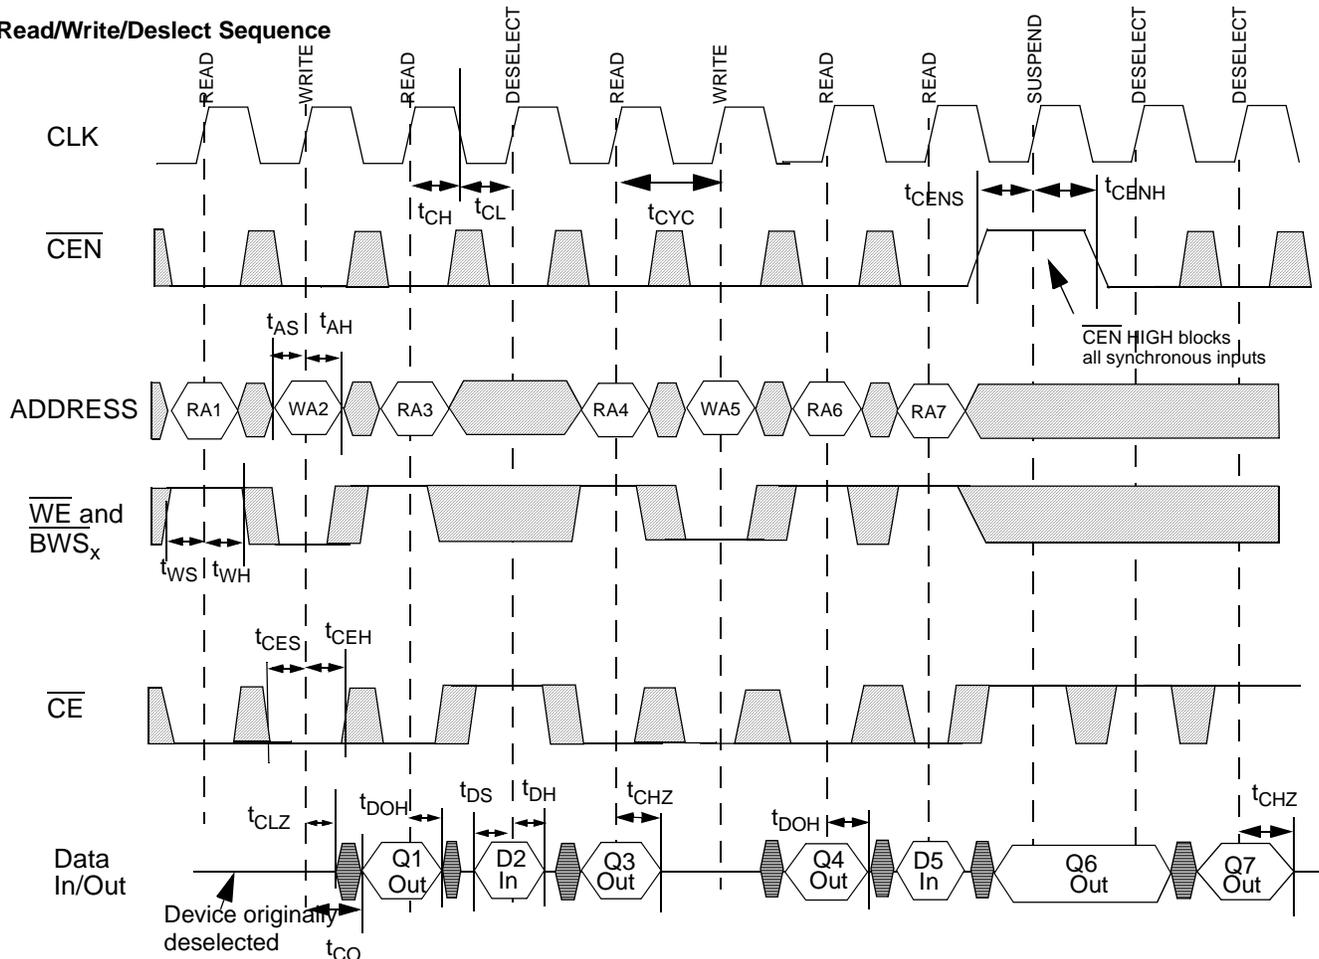 Read/Write/Deslect Sequence
READ
WRITE
READ
DESELECT
READ
WRITE
READ
READ
SUSPEND
DESELECT
DESELECT
CLK
tCH
tCL
tCYC
tCENS
tCENH
CEN
CEN HIGH blocks
all synchronous inputs
tAS
tAH
ADDRESS
RA1
WA2
RA3
RA4
WA5
RA6
RA7
WE and
BWSx
tWS
tWH
tCES
tCEH
CE
tCLZ
tDOH
tDS
tDH
tCHZ
tDOH
tCHZ
Data
In/Out
Q1
Out
D2
In
Q3
Out
Q4
Out
D5
In
Q6
Out
Q7
Out
Device originally
deselected
tCO